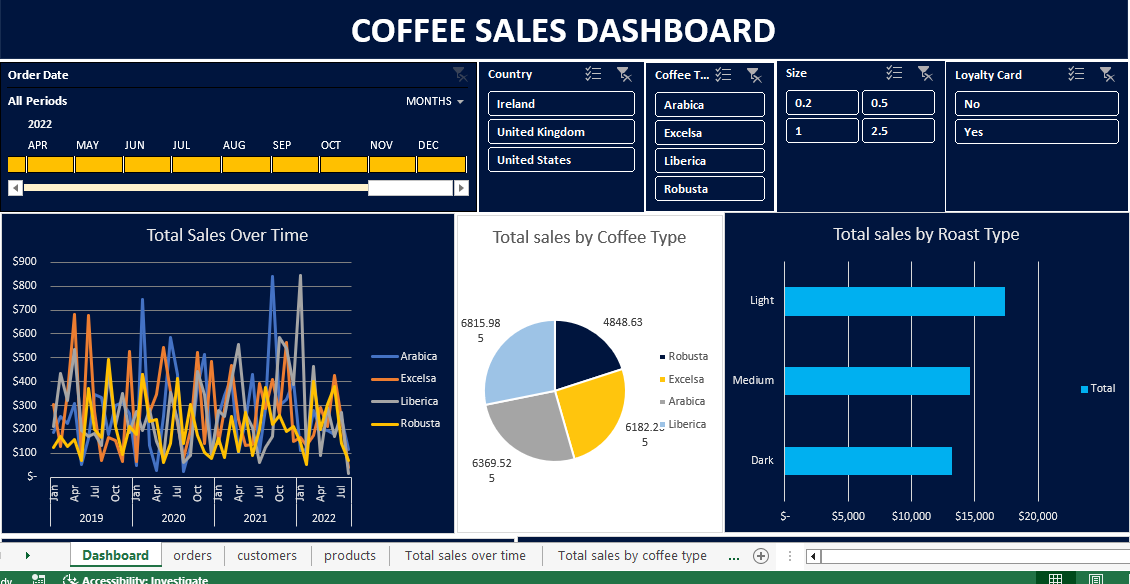 COFFEE SALES DASHBOARD
Order Date
All Periods
MONTHS
2022
APR MAY JUN JUL AUG SEP OCT NOV DEC
Country
Ireland
United Kingdom
United States
Coffee T...
Arabica
Excelsa
Liberica
Robusta
Size
0.2 0.5
1 2.5
Loyalty Card
No
Yes
Total Sales Over Time
$900
$800
$700
$600
$500
$400
$300
$200
$100
$-
Jan Apr Jul Oct Jan Apr Jul Oct Jan Apr Jul Oct Jan Apr Jul
2019 2020 2021 2022
Arabica
Excelsa
Liberica
Robusta
Total sales by Coffee Type
6815.98
5
4848.63
6182.23
5
6369.52
5
Robusta
Excelsa
Arabica
Liberica
Total sales by Roast Type
Light
Medium
Dark
$- $5,000 $10,000 $15,000 $20,000
Total
Dashboard orders customers products Total sales over time Total sales by coffee type ...
Accessibility: Investigate